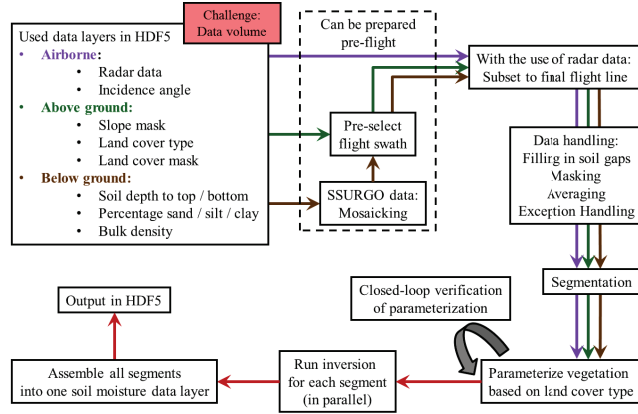 Challenge:
Data volume
Used data layers in HDF5
• Airborne:
• Radar data
• Incidence angle
• Above ground:
• Slope mask
• Land cover type
• Land cover mask
• Below ground:
• Soil depth to top / bottom
• Percentage sand / silt / clay
• Bulk density
Can be prepared
pre-flight
Pre-select
flight swath
SSURGO data:
Mosaicking
With the use of radar data:
Subset to final flight line
Data handling:
Filling in soil gaps
Masking
Averaging
Exception Handling
Segmentation
Closed-loop verification
of parameterization
Parameterize vegetation
based on land cover type
Run inversion
for each segment
(in parallel)
Assemble all segments
into one soil moisture data layer
Output in HDF5